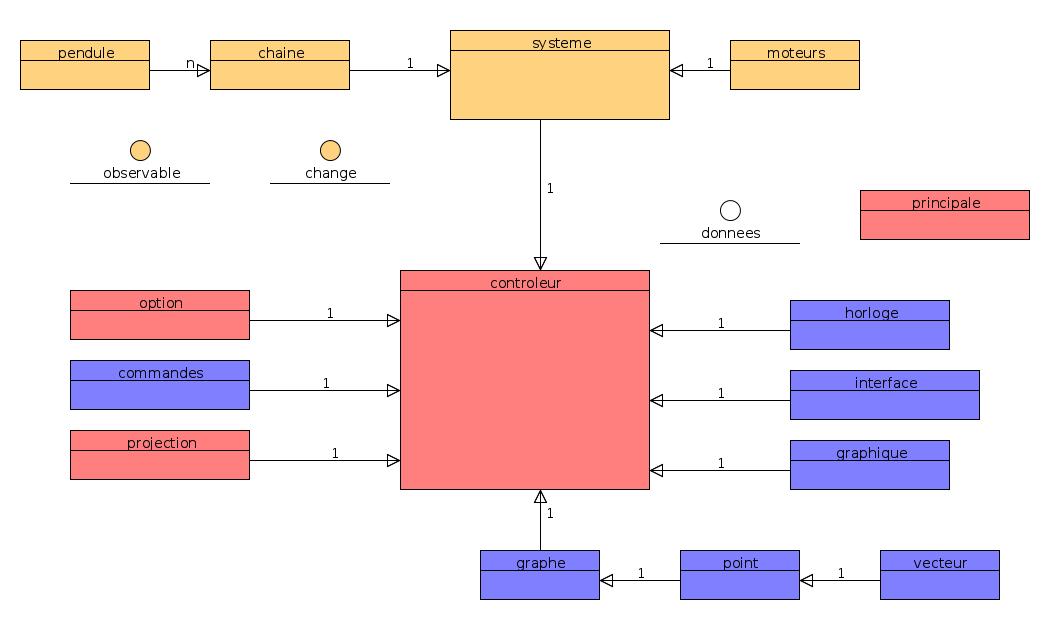 pendule
n
chaine
1
systeme
1
moteurs
observable
change
1
donnees
principale
controleur
option
1
commandes
1
projection
1
horloge
1
interface
1
graphique
1
1
graphe
1
point
1
vecteur